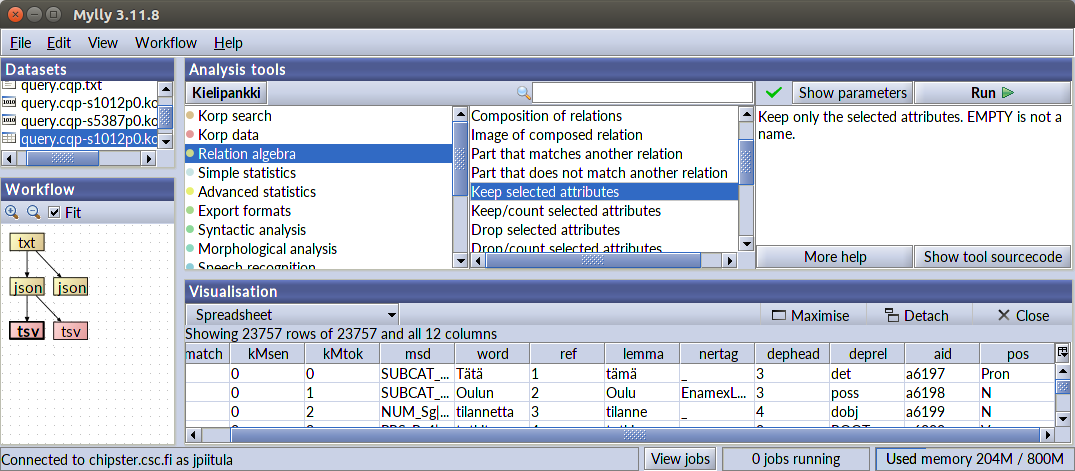 Mylly 3.11.8
File Edit View Workflow Help
Datasets
query.cqp.txt
query.cqp-s1012p0.ko
query.cqp-s5387p0.ko
query.cqp-s1012p0.ko
Workflow
Fit
txt
json json
tsv tsv
Analysis tools
Kielipankki
Korp search
Korp data
Relation algebra
Simple statistics
Advanced statistics
Export formats
Syntactic analysis
Morphological analysis
Speech recognition
Composition of relations
Image of composed relation
Part that matches another relation
Part that does not match another relation
Keep selected attributes
Keep/count selected attributes
Drop selected attributes
Drop/count selected attributes
Show parameters Run
Keep only the selected attributes. EMPTY is not a
name.
More help Show tool sourcecode
Visualisation
Spreadsheet Maximise Detach Close
Showing 23757 rows of 23757 and all 12 columns
match kMsen kMtok msd word ref lemma nertag dephead deprel aid pos
0 0 SUBCAT_... Tätä 1 tämä _ 3 det a6197 Pron
0 1 SUBCAT_... Oulun 2 Oulu EnamexL... 3 poss a6198 N
0 2 NUM_Sg|... tilannetta 3 tilanne _ 4 dobj a6199 N
Connected to chipster.csc.fi as jpiitula View jobs 0 jobs running Used memory 204M / 800M